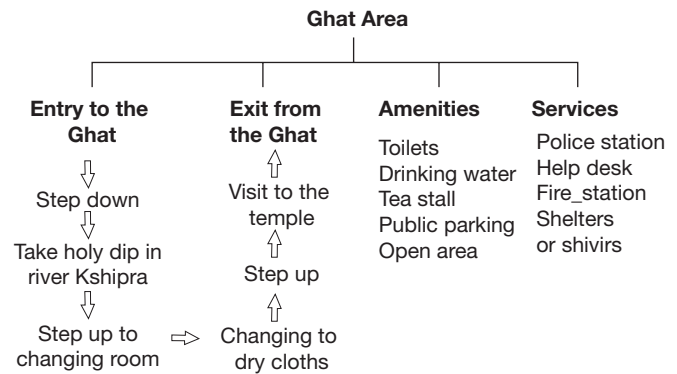 Ghat Area
Entry to the
Ghat
Step down
Take holy dip in
river Kshipra
Step up to
changing room
Exit from
the Ghat
Visit to the
temple
Step up
Changing to
dry cloths
Amenities
Toilets
Drinking water
Tea stall
Public parking
Open area
Services
Police station
Help desk
Fire_station
Shelters
or shivirs